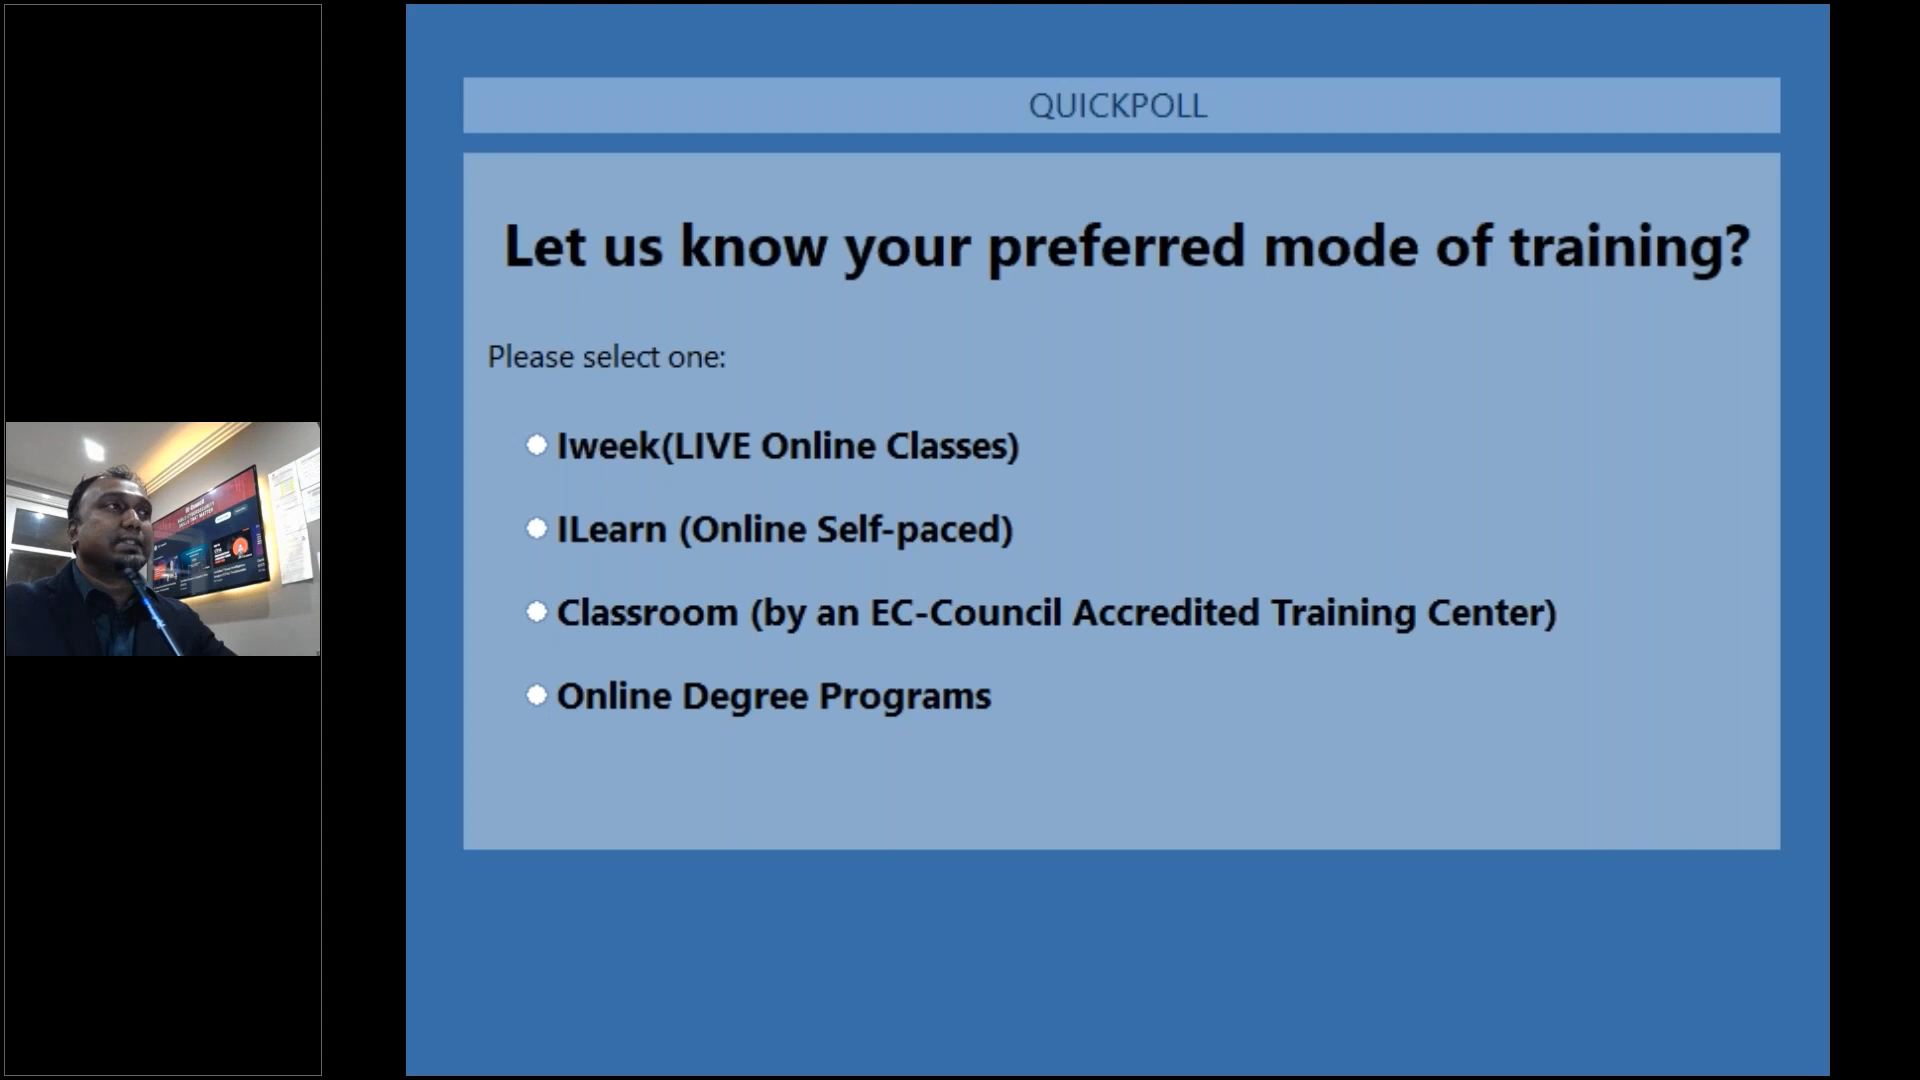 QUICKPOLL
Let us know your preferred mode of training?
Please select one:
Iweek(LIVE Online Classes)
ILearn (Online Self-paced)
Classroom (by an EC-Council Accredited Training Center)
Online Degree Programs